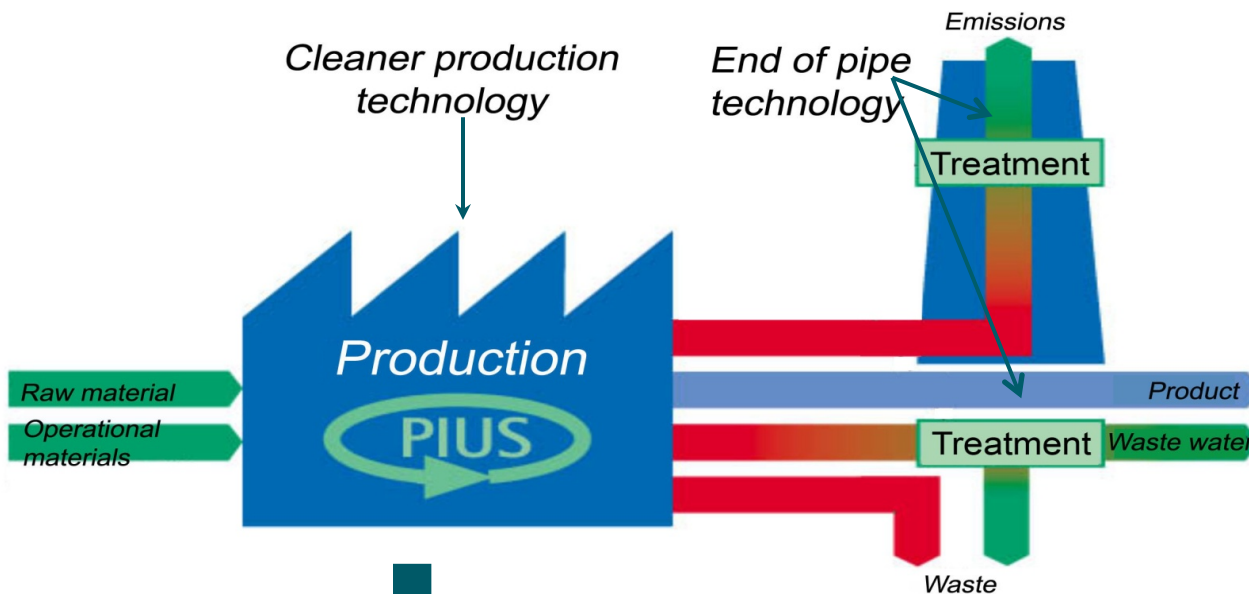 Emissions
Cleaner production
technology
End of pipe
technology
Treatment
Production
Raw material
Product
Operational
materials
PIUS
Treatment
Waste water
Waste